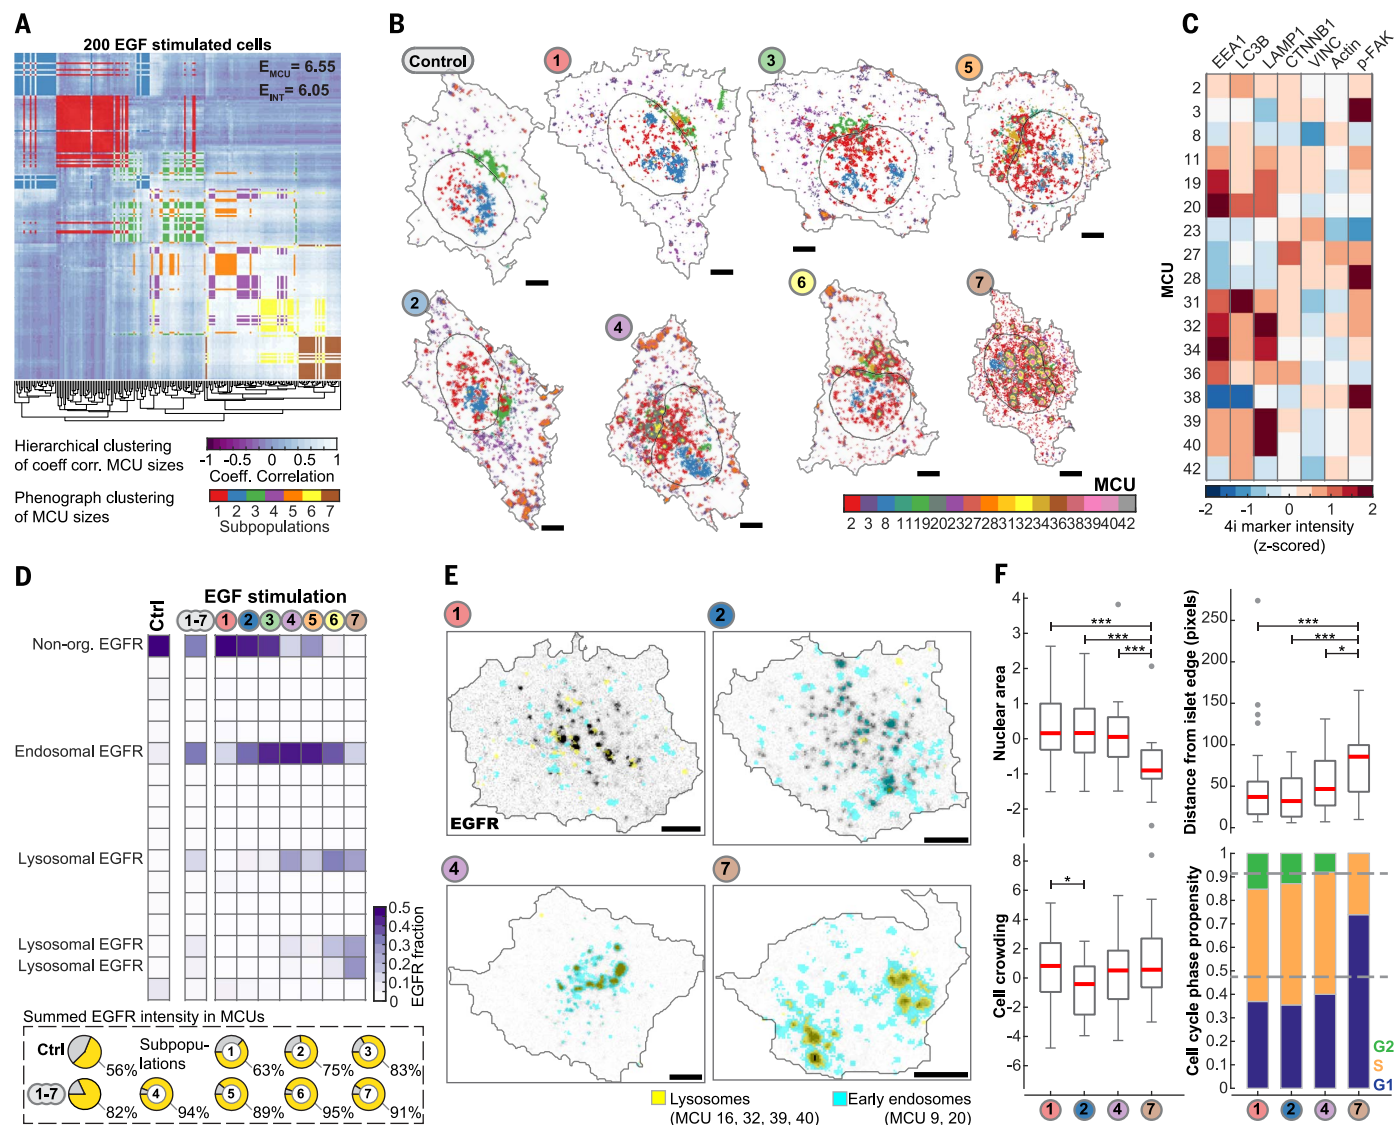 A
200 EGF stimulated cells
E_MCU = 6.55
E_INT = 6.05
Hierarchical clustering
of coeff corr. MCU sizes
-1 -0.5 0 0.5 1
Coeff. Correlation
Phenograph clustering
of MCU sizes
1 2 3 4 5 6 7
Subpopulations
B
Control
1
3
5
2
4
6
7
MCU
2 3 8 11 19 20 23 27 28 31 32 34 36 38 39 40 42
C
EEA1 LC3B LAMP1 CTNNB1 VINC Actin p-FAK
MCU
2
3
8
11
19
20
23
27
28
31
32
34
36
38
39
40
42
-2 -1 0 1 2
4i marker intensity
(z-scored)
D
EGF stimulation
Ctrl
1-7 1 2 3 4 5 6 7
Non-org. EGFR
Endosomal EGFR
Lysosomal EGFR
Lysosomal EGFR
Lysosomal EGFR
0.5
0.4
0.3
0.2
0.1
0
EGFR fraction
Summed EGFR intensity in MCUs
Ctrl 56% Subpopu-
lations
1 63% 2 75% 3 83%
1-7 82% 4 94% 5 89% 6 95% 7 91%
E
1
2
EGFR
4
7
Lysosomes
(MCU 16, 32, 39, 40)
Early endosomes
(MCU 9, 20)
F
Nuclear area
4
3
2
1
0
-1
-2
***
***
***
Distance from islet edge (pixels)
250
200
150
100
50
0
***
***
*
Cell crowding
8
6
4
2
0
-2
-4
-6
*
1 2 4 7
Cell cycle phase propensity
1
0.9
0.8
0.7
0.6
0.5
0.4
0.3
0.2
0.1
0
G2
S
G1
1 2 4 7